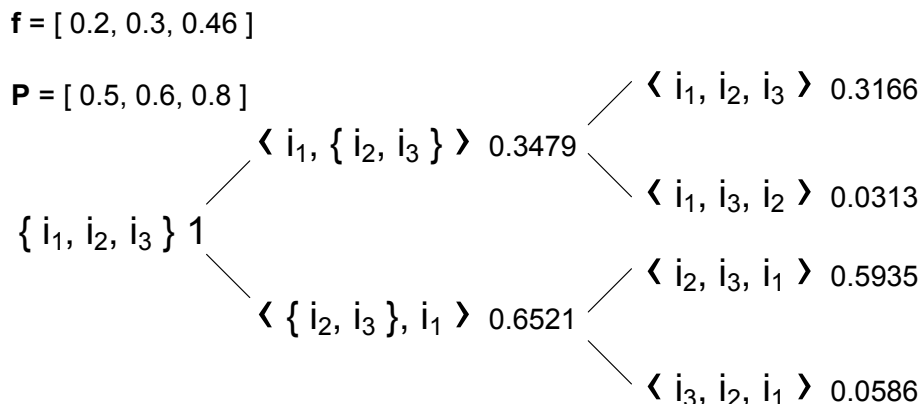 f = [ 0.2, 0.3, 0.46 ]
P = [ 0.5, 0.6, 0.8 ]
{ i₁, i₂, i₃ } 1
⟨ i₁, { i₂, i₃ } ⟩ 0.3479
⟨ { i₂, i₃ }, i₁ ⟩ 0.6521
⟨ i₁, i₂, i₃ ⟩ 0.3166
⟨ i₁, i₃, i₂ ⟩ 0.0313
⟨ i₂, i₃, i₁ ⟩ 0.5935
⟨ i₃, i₂, i₁ ⟩ 0.0586